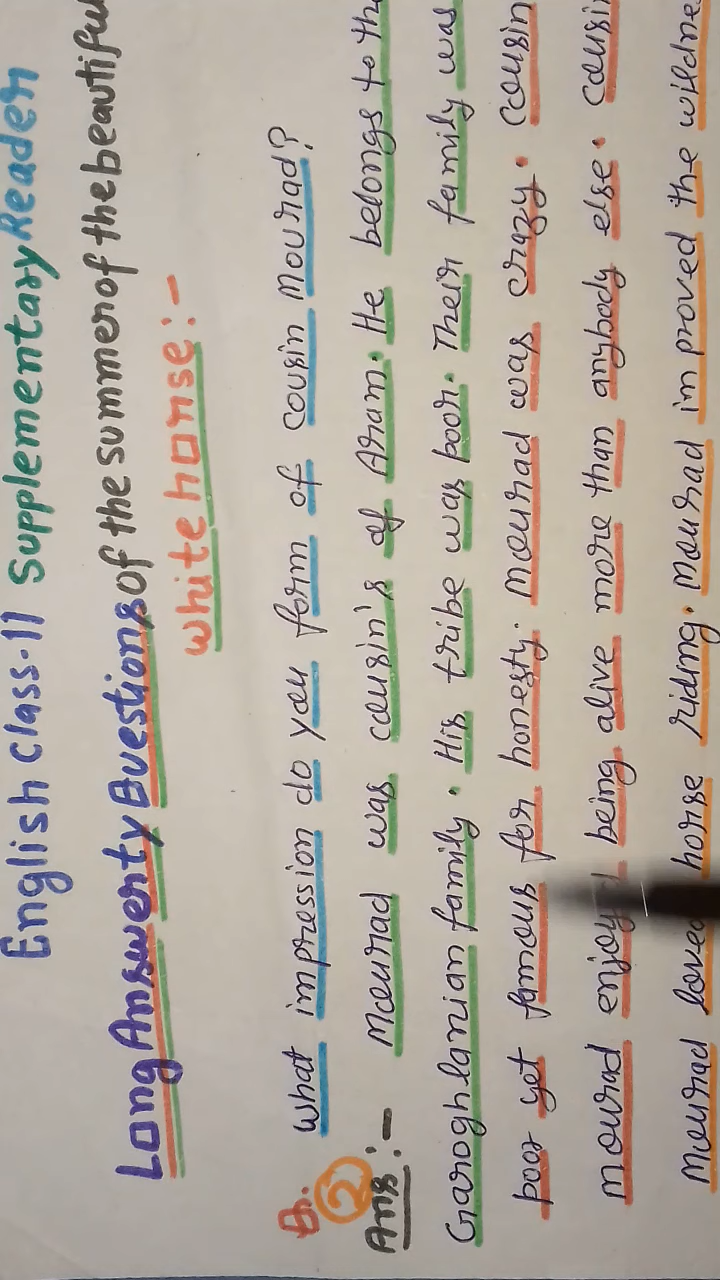 English Class-11 Supplementary Reader
Long Answer ty Questions of the summer of the beautiful
white horse:-
Q. What impression do you form of cousin Mourad?
2
Ans:- Mourad was cousin's of Aram. He belongs to the
Garoghlanian family. His tribe was poor. Their family was
poor yet famous for honesty. Mourad was crazy. Cousin
Mourad enjoyed being alive more than anybody else. Cousin
Mourad loved horse riding. Mourad improved the